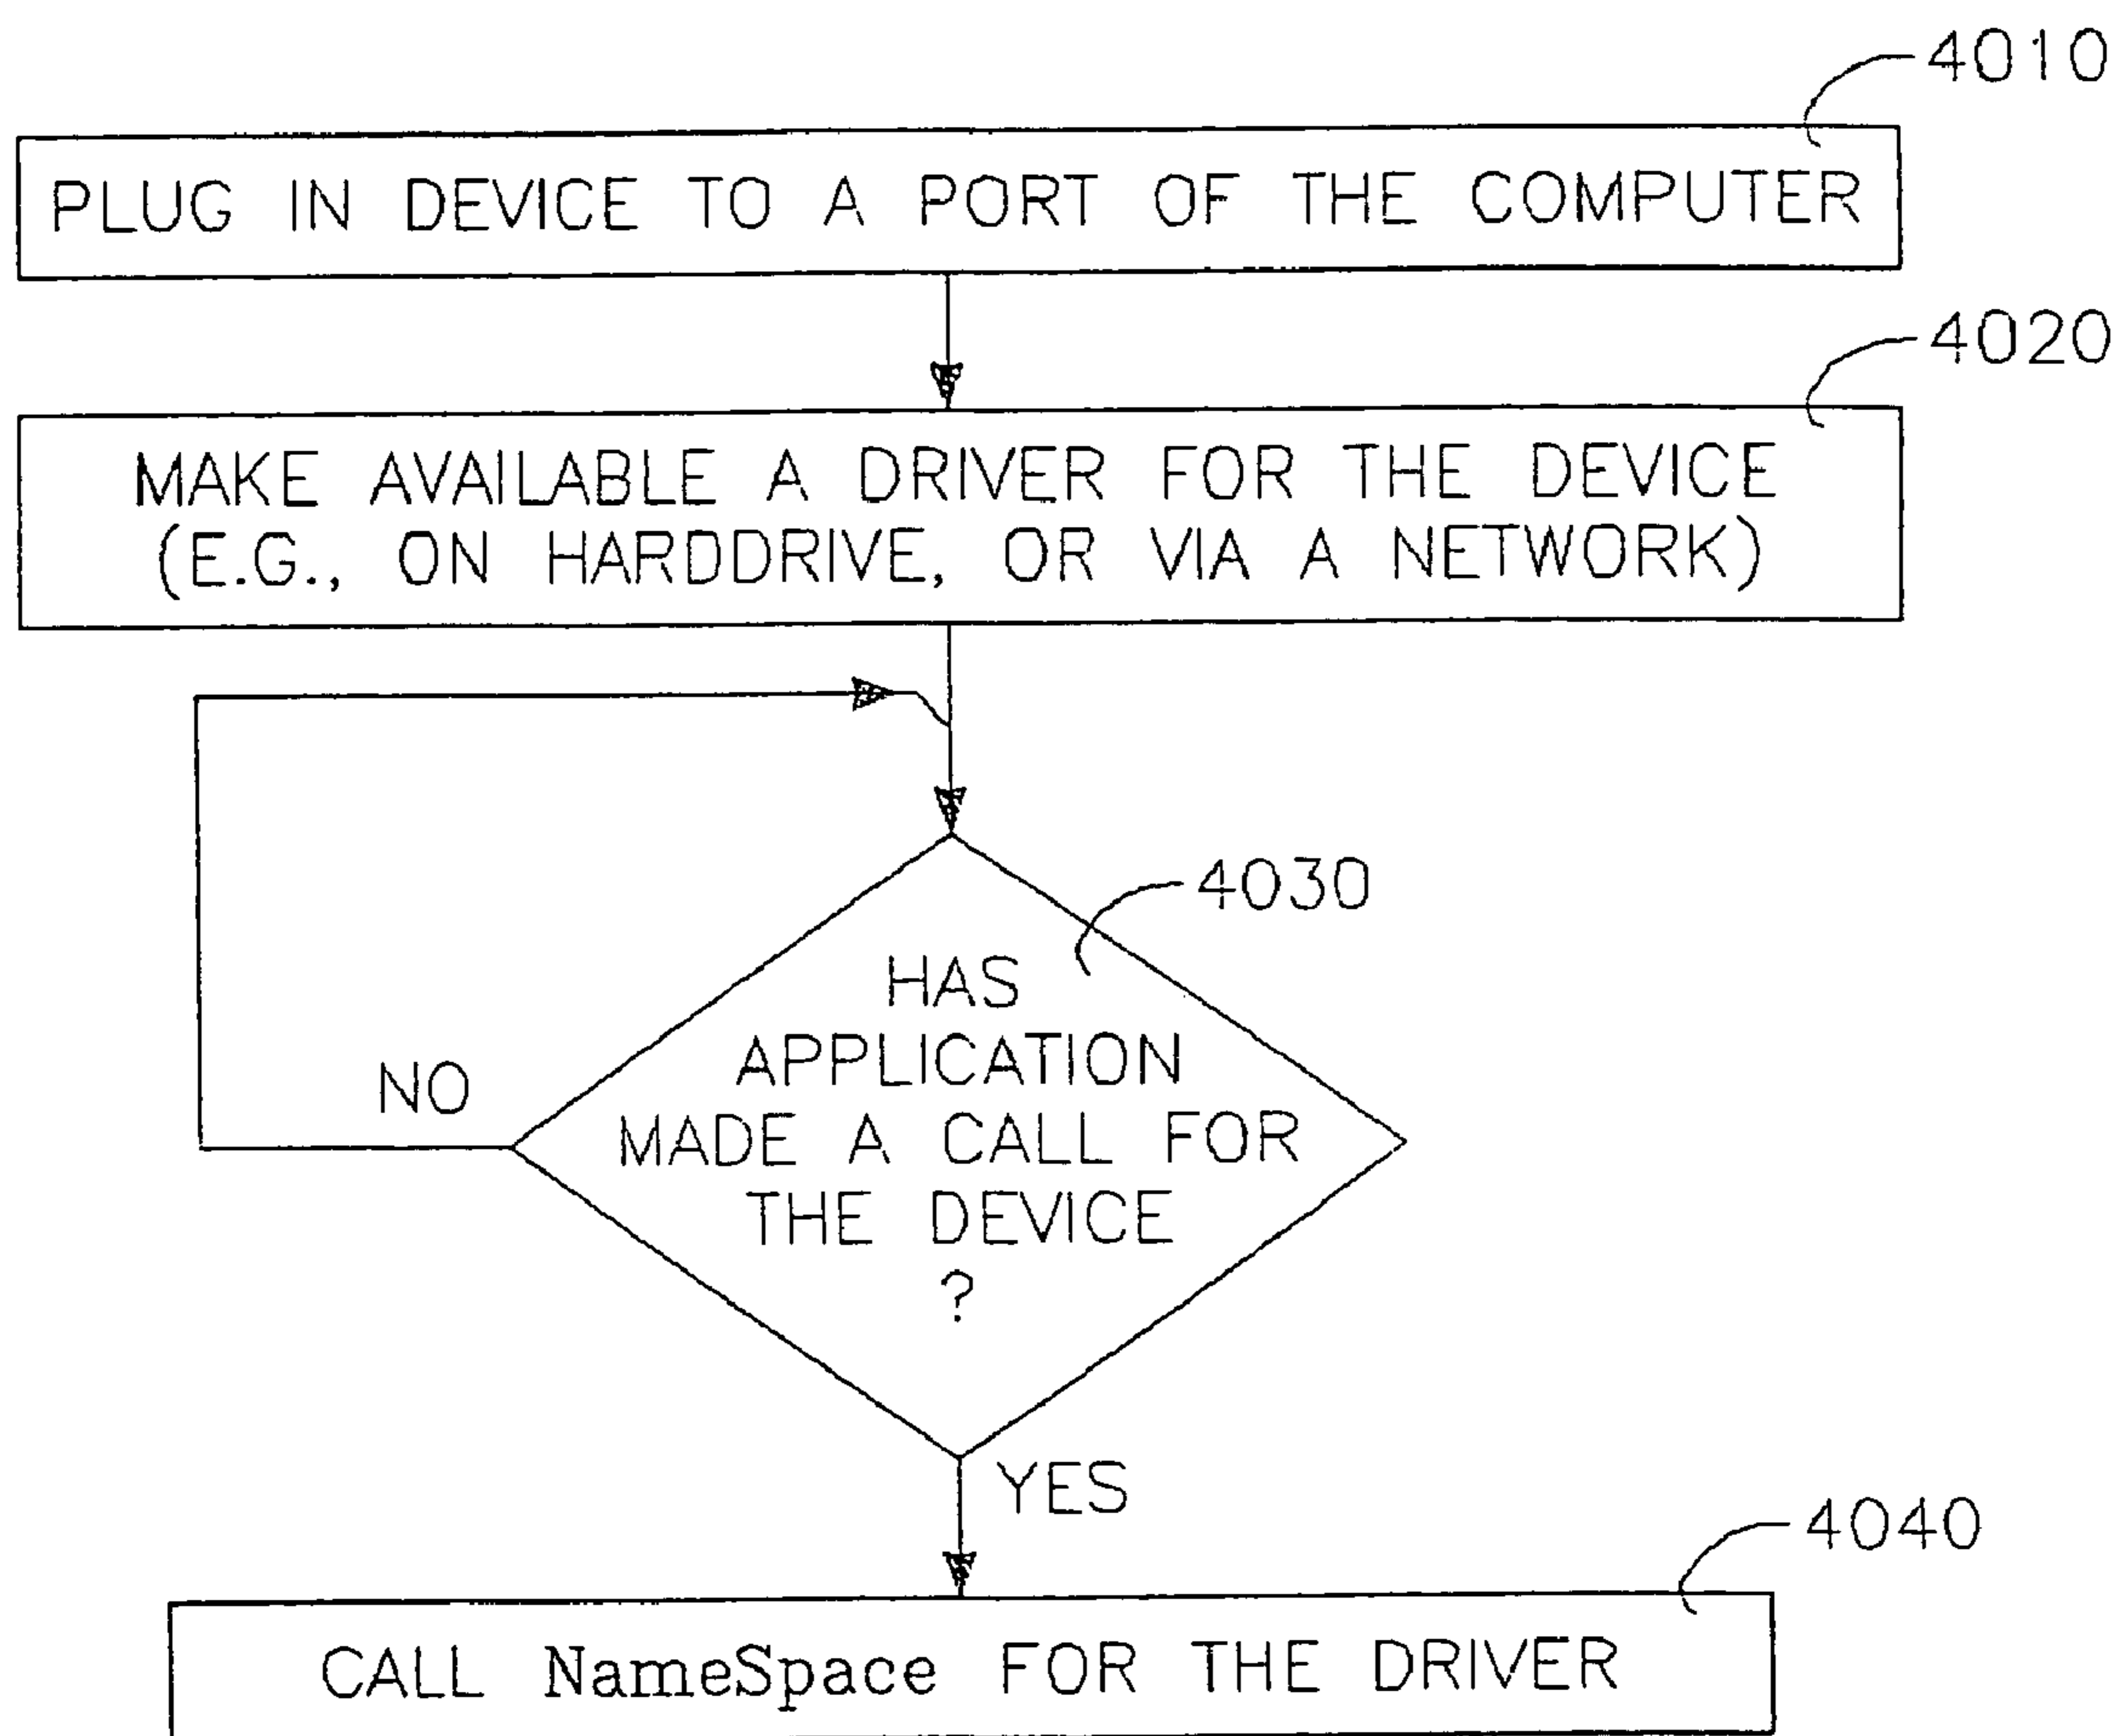 4010
PLUG IN DEVICE TO A PORT OF THE COMPUTER
4020
MAKE AVAILABLE A DRIVER FOR THE DEVICE
(E.G., ON HARDDRIVE, OR VIA A NETWORK)
4030
HAS
APPLICATION
MADE A CALL FOR
THE DEVICE
?
NO
YES
4040
CALL NameSpace FOR THE DRIVER